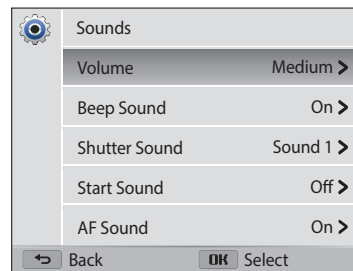 Sounds
Volume Medium >
Beep Sound On >
Shutter Sound Sound 1 >
Start Sound Off >
AF Sound On >
Back OK Select